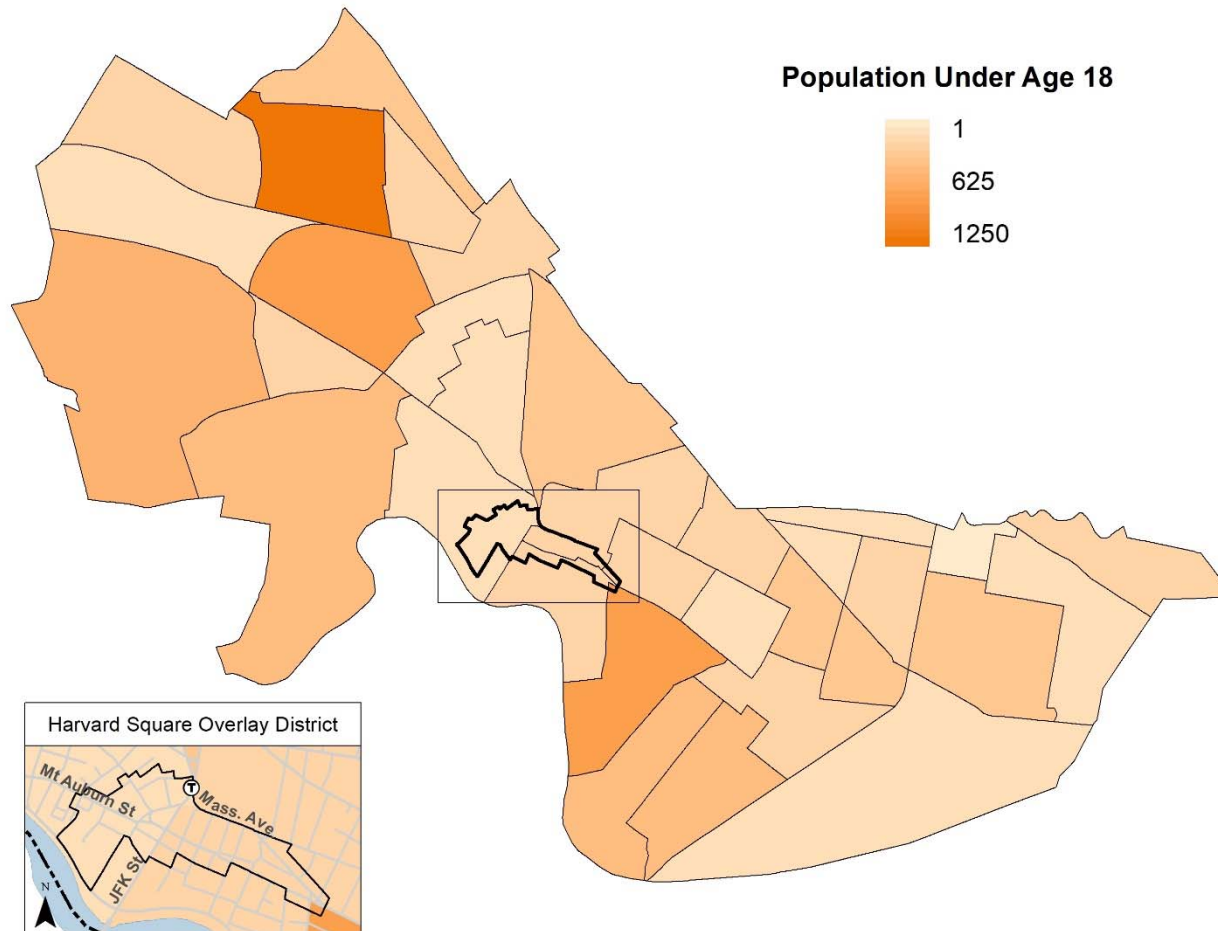 Population Under Age 18
1
625
1250
Harvard Square Overlay District
Mt Auburn St
T
Mass. Ave
JFK St
N